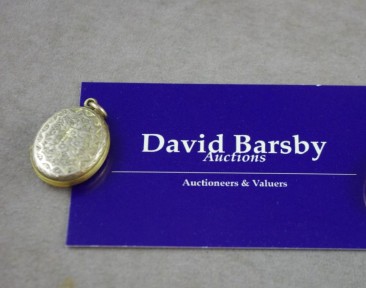 David Barsby
Auctions
Auctioneers & Valuers